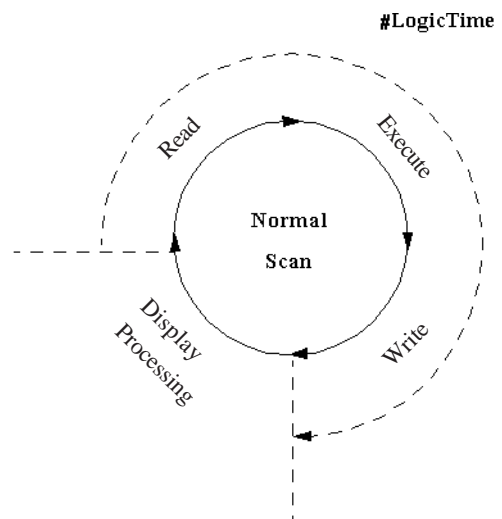 #LogicTime
Read
Execute
Normal
Scan
Write
Display
Processing